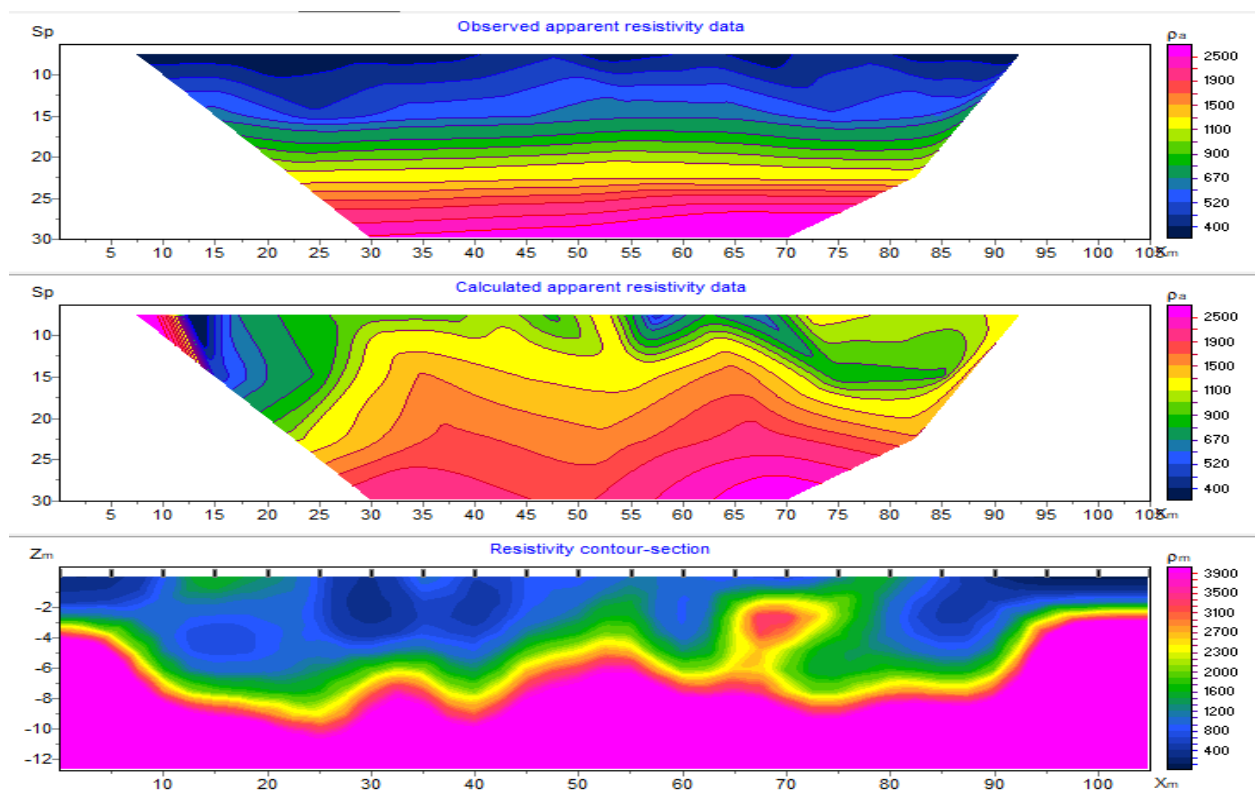 Observed apparent resistivity data
Sp
ρa
10
15
20
25
30
2500
1900
1500
1100
900
670
520
400
5 10 15 20 25 30 35 40 45 50 55 60 65 70 75 80 85 90 95 100 105
Xm
Calculated apparent resistivity data
Sp
ρa
10
15
20
25
30
2500
1900
1500
1100
900
670
520
400
5 10 15 20 25 30 35 40 45 50 55 60 65 70 75 80 85 90 95 100 105
Xm
Resistivity contour-section
Zm
ρm
-2
-4
-6
-8
-10
-12
3900
3100
2700
2000
1600
1200
800
400
10 20 30 40 50 60 70 80 90 100
Xm